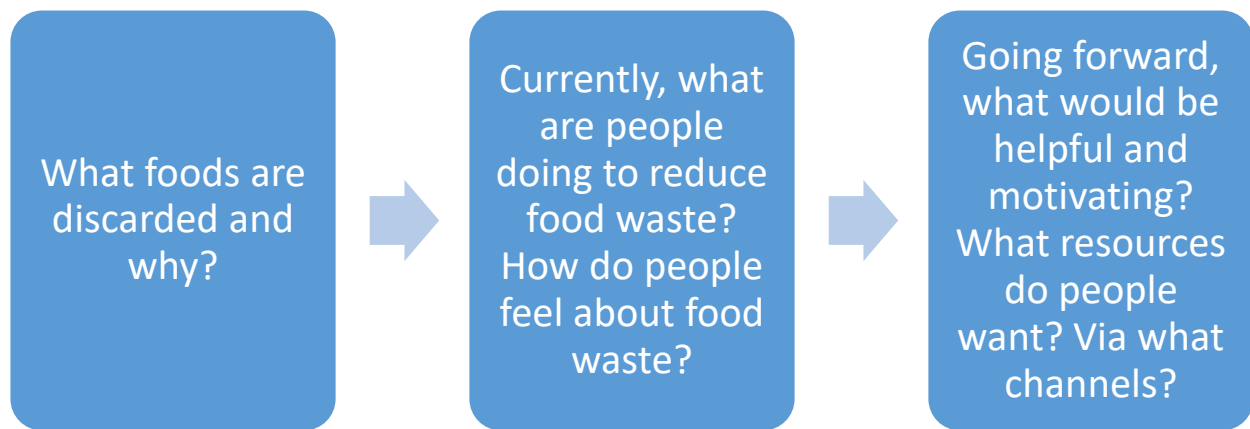 What foods are
discarded and
why?
Currently, what
are people
doing to reduce
food waste?
How do people
feel about food
waste?
Going forward,
what would be
helpful and
motivating?
What resources
do people
want? Via what
channels?